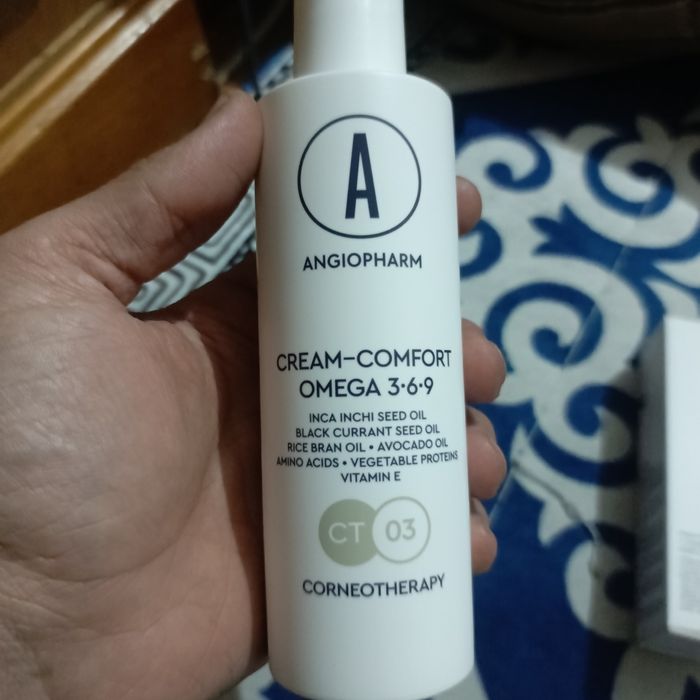 A
ANGIOPHARM
CREAM–COMFORT
OMEGA 3·6·9
INCA INCHI SEED OIL
BLACK CURRANT SEED OIL
RICE BRAN OIL • AVOCADO OIL
AMINO ACIDS • VEGETABLE PROTEINS
VITAMIN E
CT 03
CORNEOTHERAPY